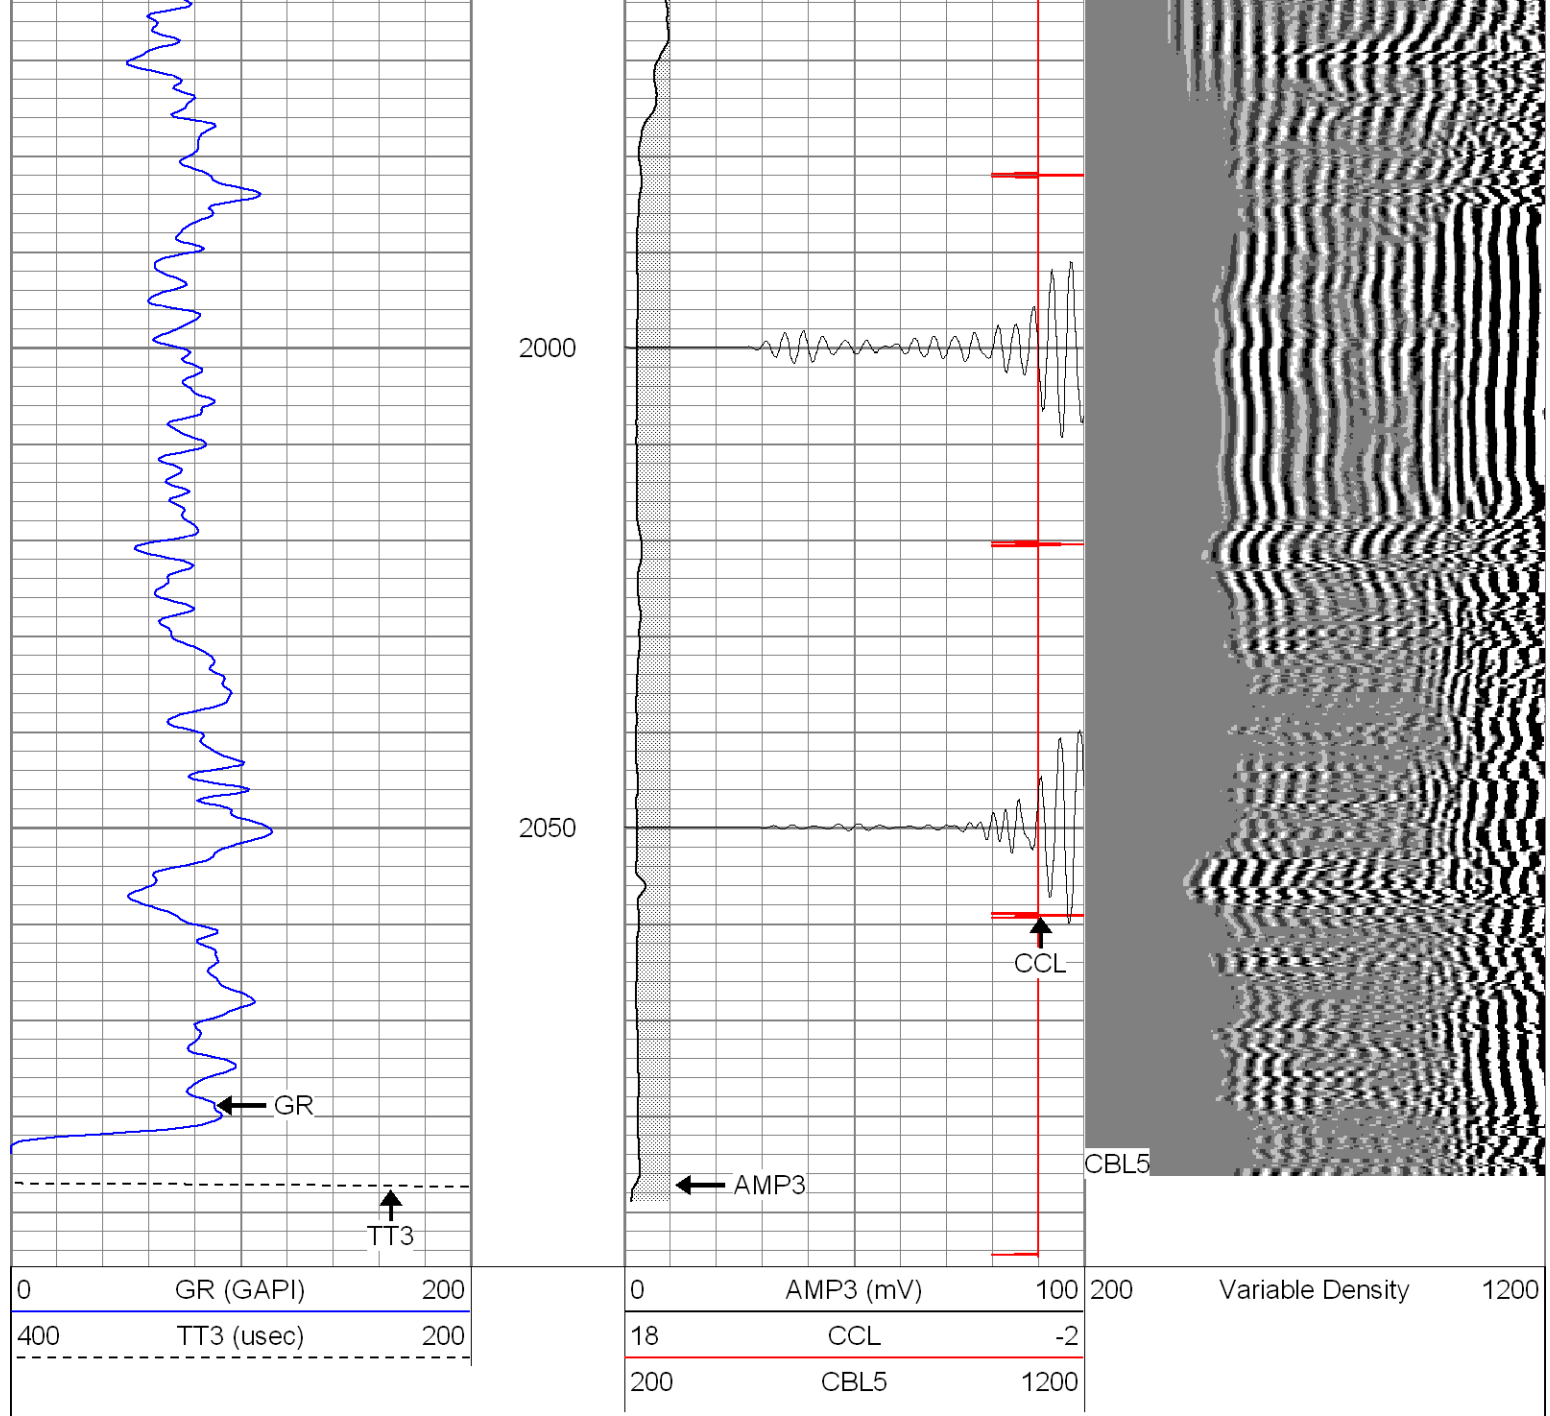 2000
2050
CCL
GR
CBL5
AMP3
TT3
0 GR (GAPI) 200
400 TT3 (usec) 200
0 AMP3 (mV) 100
18 CCL -2
200 CBL5 1200
200 Variable Density 1200